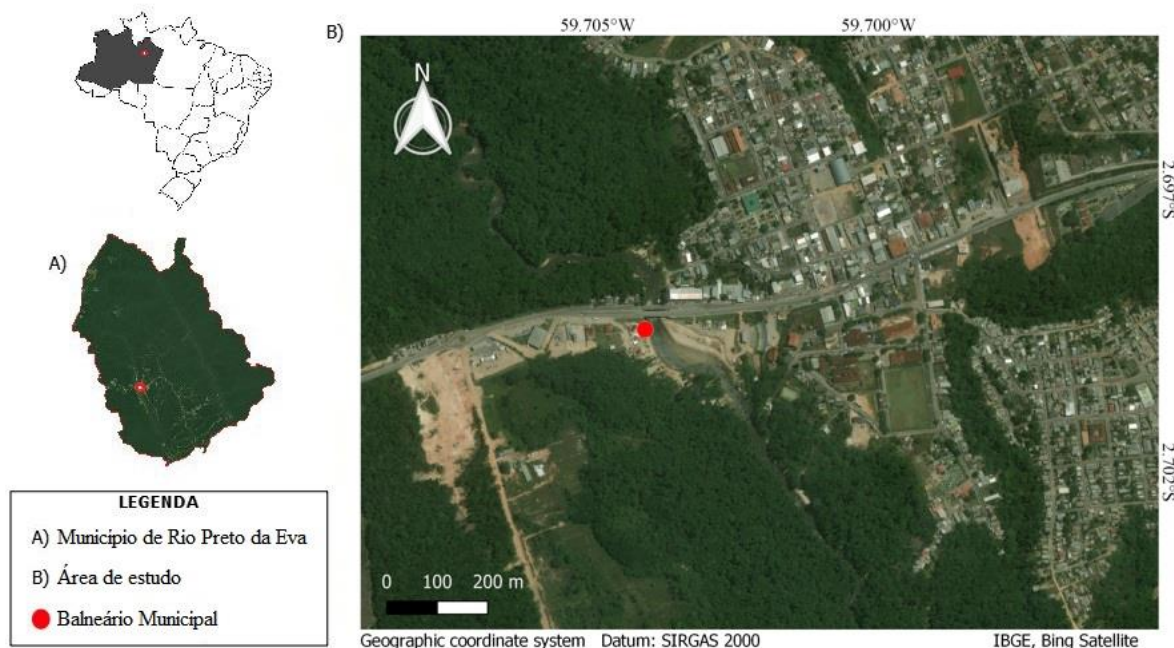 59.705°W
59.700°W
B)
N
2.697°S
A)
2.702°S
LEGENDA
A) Municipio de Rio Preto da Eva
B) Área de estudo
Balneário Municipal
0 100 200 m
Geographic coordinate system Datum: SIRGAS 2000
IBGE, Bing Satellite